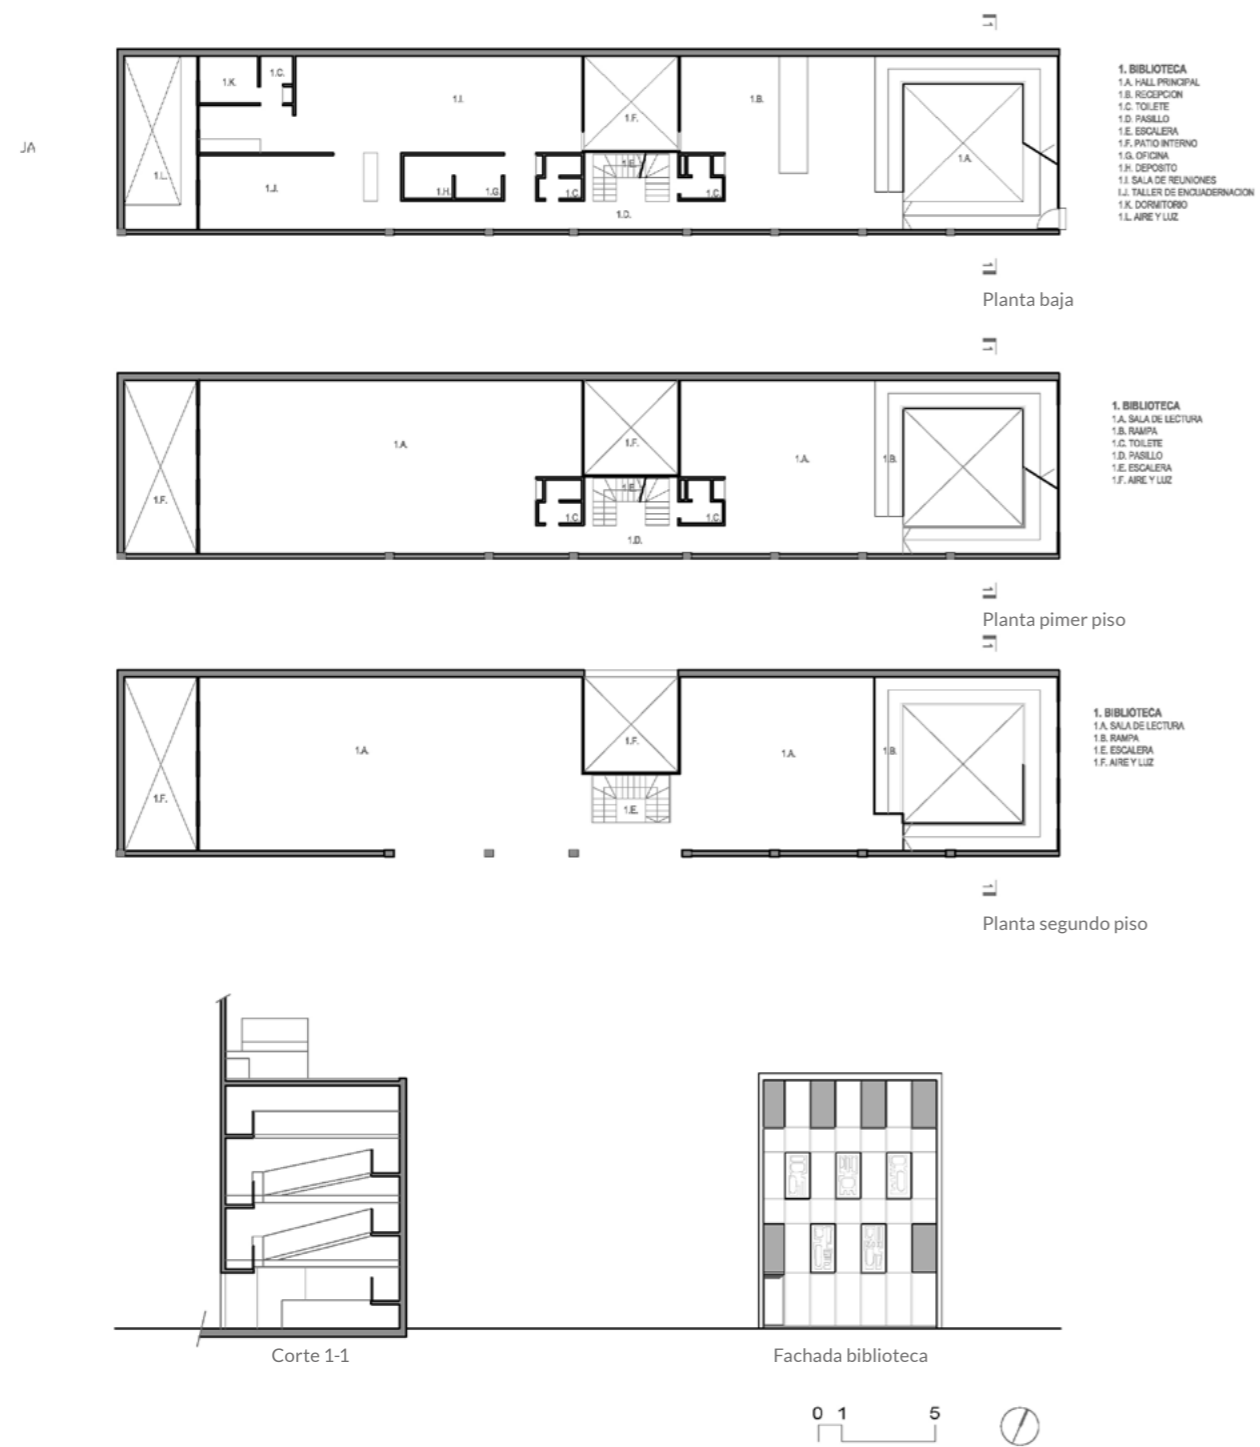 1
1. BIBLIOTECA
1.A. HALL PRINCIPAL
1.B. RECEPCION
1.C. TOILETE
1.D. PASILLO
1.E. ESCALERA
1.F. PATIO INTERNO
1.G. OFICINA
1.H. DEPOSITO
1.I. SALA DE REUNIONES
I.J. TALLER DE ENCUADERNACION
1.K. DORMITORIO
1.L. AIRE Y LUZ
JA
1.K.
1.C.
1.I.
1.F.
1.B.
1.A.
1.L.
1.J.
1.H.
1.G.
1.C.
1.E.
1.C.
1.D.
1
Planta baja
1
1. BIBLIOTECA
1.A. SALA DE LECTURA
1.B. RAMPA
1.C. TOILETE
1.D. PASILLO
1.E. ESCALERA
1.F. AIRE Y LUZ
1.A.
1.F.
1.A.
1.B.
1.F.
1.E.
1.C.
1.C.
1.D.
1
Planta pimer piso
1
1. BIBLIOTECA
1.A. SALA DE LECTURA
1.B. RAMPA
1.E. ESCALERA
1.F. AIRE Y LUZ
1.A.
1.F.
1.A.
1.B.
1.F.
1.E.
1
Planta segundo piso
Corte 1-1
Fachada biblioteca
0 1 5